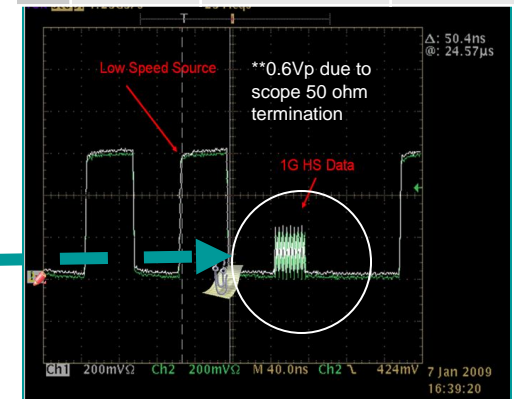 Δ: 50.4ns
@: 24.57µs
T
Low Speed Source
**0.6Vp due to
scope 50 ohm
termination
1G HS Data
Ch1 200mVΩ Ch2 200mVΩ M 40.0ns Ch2 424mV
7 Jan 2009
16:39:20